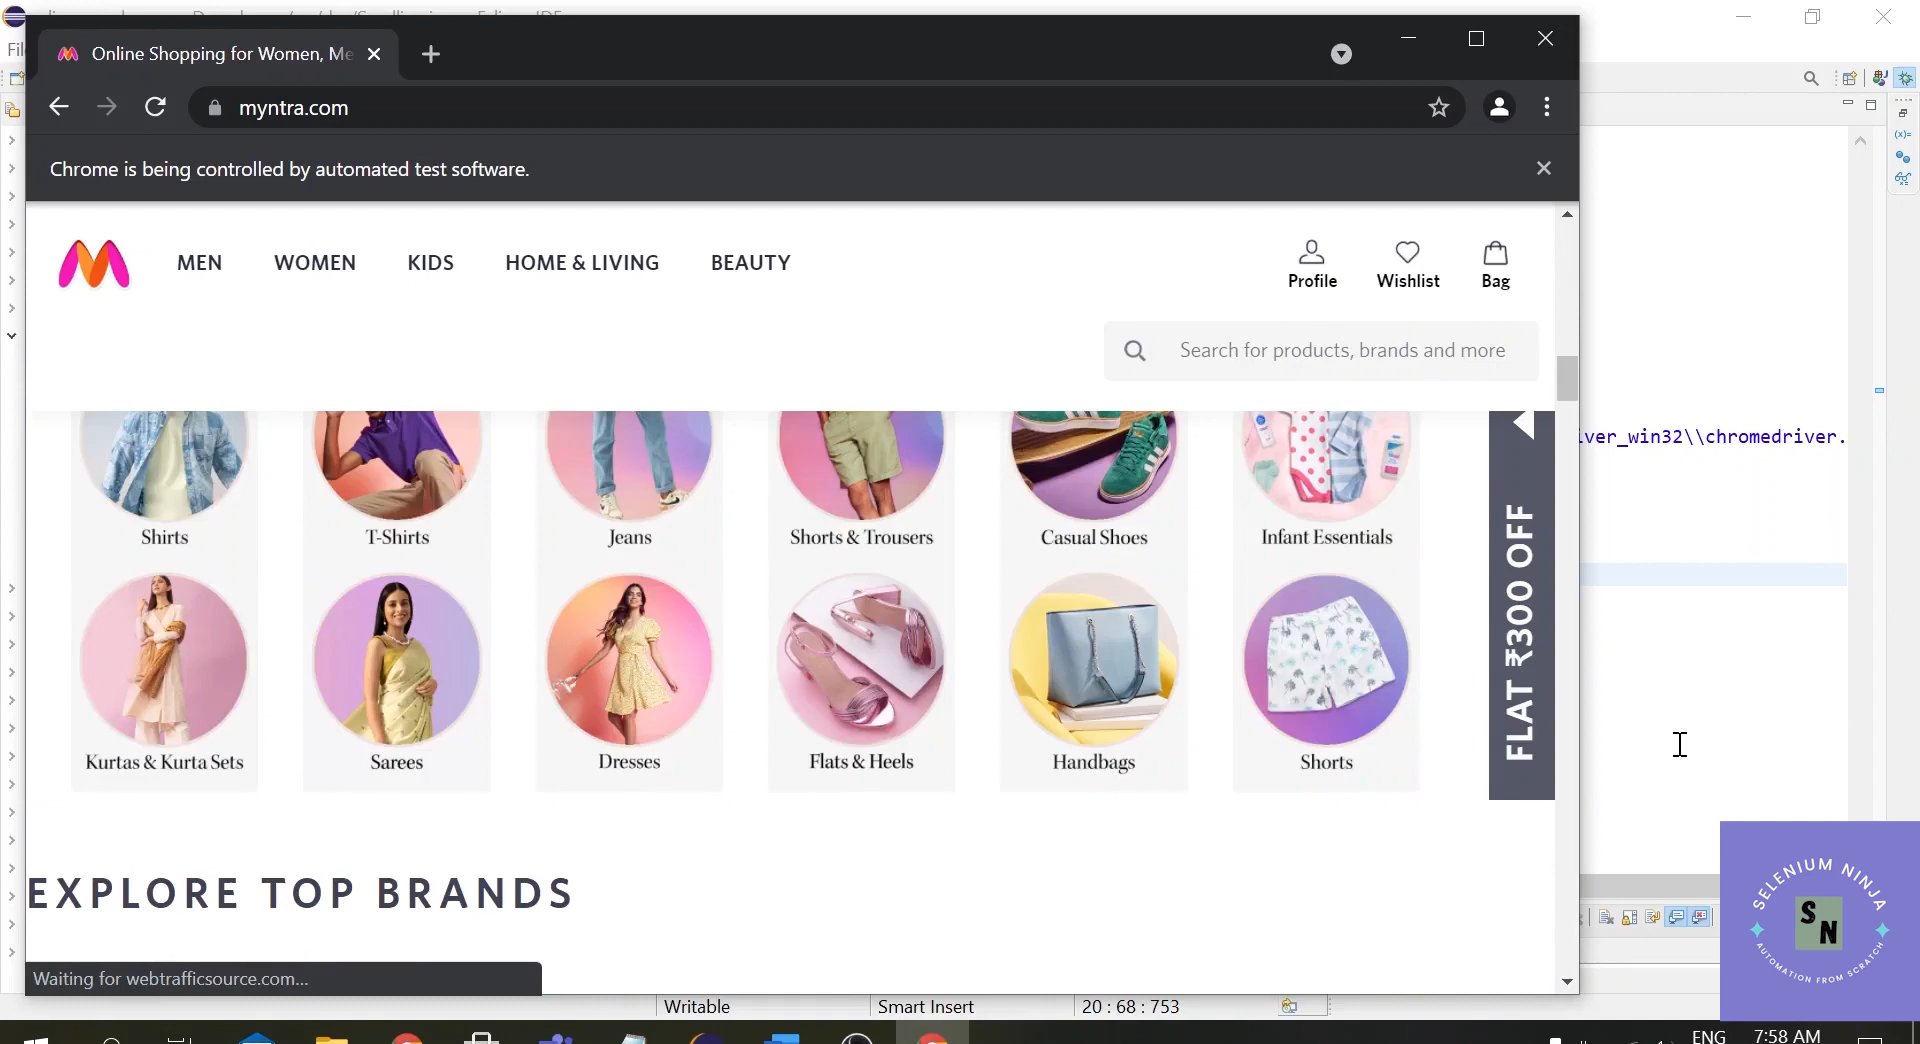 Online Shopping for Women, Me
myntra.com
Chrome is being controlled by automated test software.
MEN WOMEN KIDS HOME & LIVING BEAUTY
Profile Wishlist Bag
Search for products, brands and more
iver_win32\\chromedriver.
Shirts T-Shirts Jeans Shorts & Trousers Casual Shoes Infant Essentials
FLAT ₹300 OFF
Kurtas & Kurta Sets Sarees Dresses Flats & Heels Handbags Shorts
EXPLORE TOP BRANDS
SELENIUM NINJA
SN
AUTOMATION FROM SCRATCH
Waiting for webtrafficsource.com...
Writable Smart Insert 20 : 68 : 753
ENG 7:58 AM